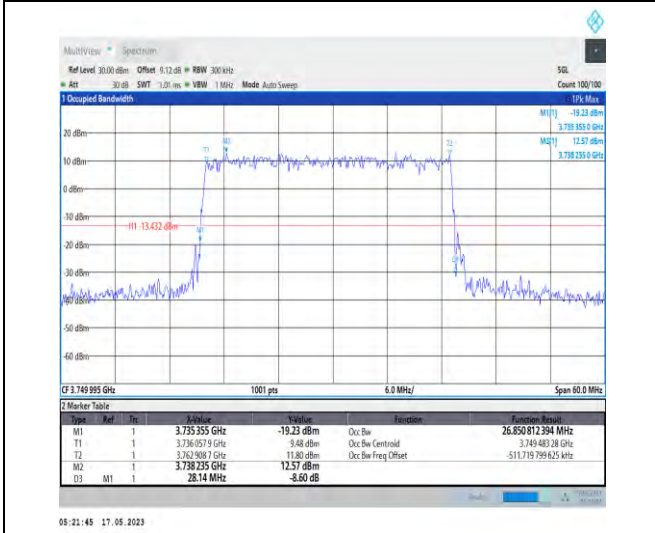 MultiView Spectrum
Ref Level 30.00 dBm Offset 9.12 dB RBW 300 kHz SGL
Att 30 dB SWT 1.01 ms VBW 1 MHz Mode Auto Sweep Count 100/100
1 Occupied Bandwidth 1Pk Max
M1[1] -19.23 dBm
3.735 355 0 GHz
M2[1] 12.57 dBm
3.738 235 0 GHz
20 dBm
T1 M2 T2
10 dBm
0 dBm
-10 dBm
H1 -13.432 dBm
M1
-20 dBm
D3
-30 dBm
-40 dBm
-50 dBm
-60 dBm
CF 3.749 995 GHz 1001 pts 6.0 MHz/ Span 60.0 MHz
2 Marker Table
Type Ref Trc X-Value Y-Value Function Function Result
M1 1 3.735 355 GHz -19.23 dBm Occ Bw 26.850 812 394 MHz
T1 1 3.736 057 9 GHz 9.48 dBm Occ Bw Centroid 3.749 483 28 GHz
T2 1 3.762 908 7 GHz 11.80 dBm Occ Bw Freq Offset -511.719 799 625 kHz
M2 1 3.738 235 GHz 12.57 dBm
D3 M1 1 28.14 MHz -8.60 dB
05:21:45 17.05.2023